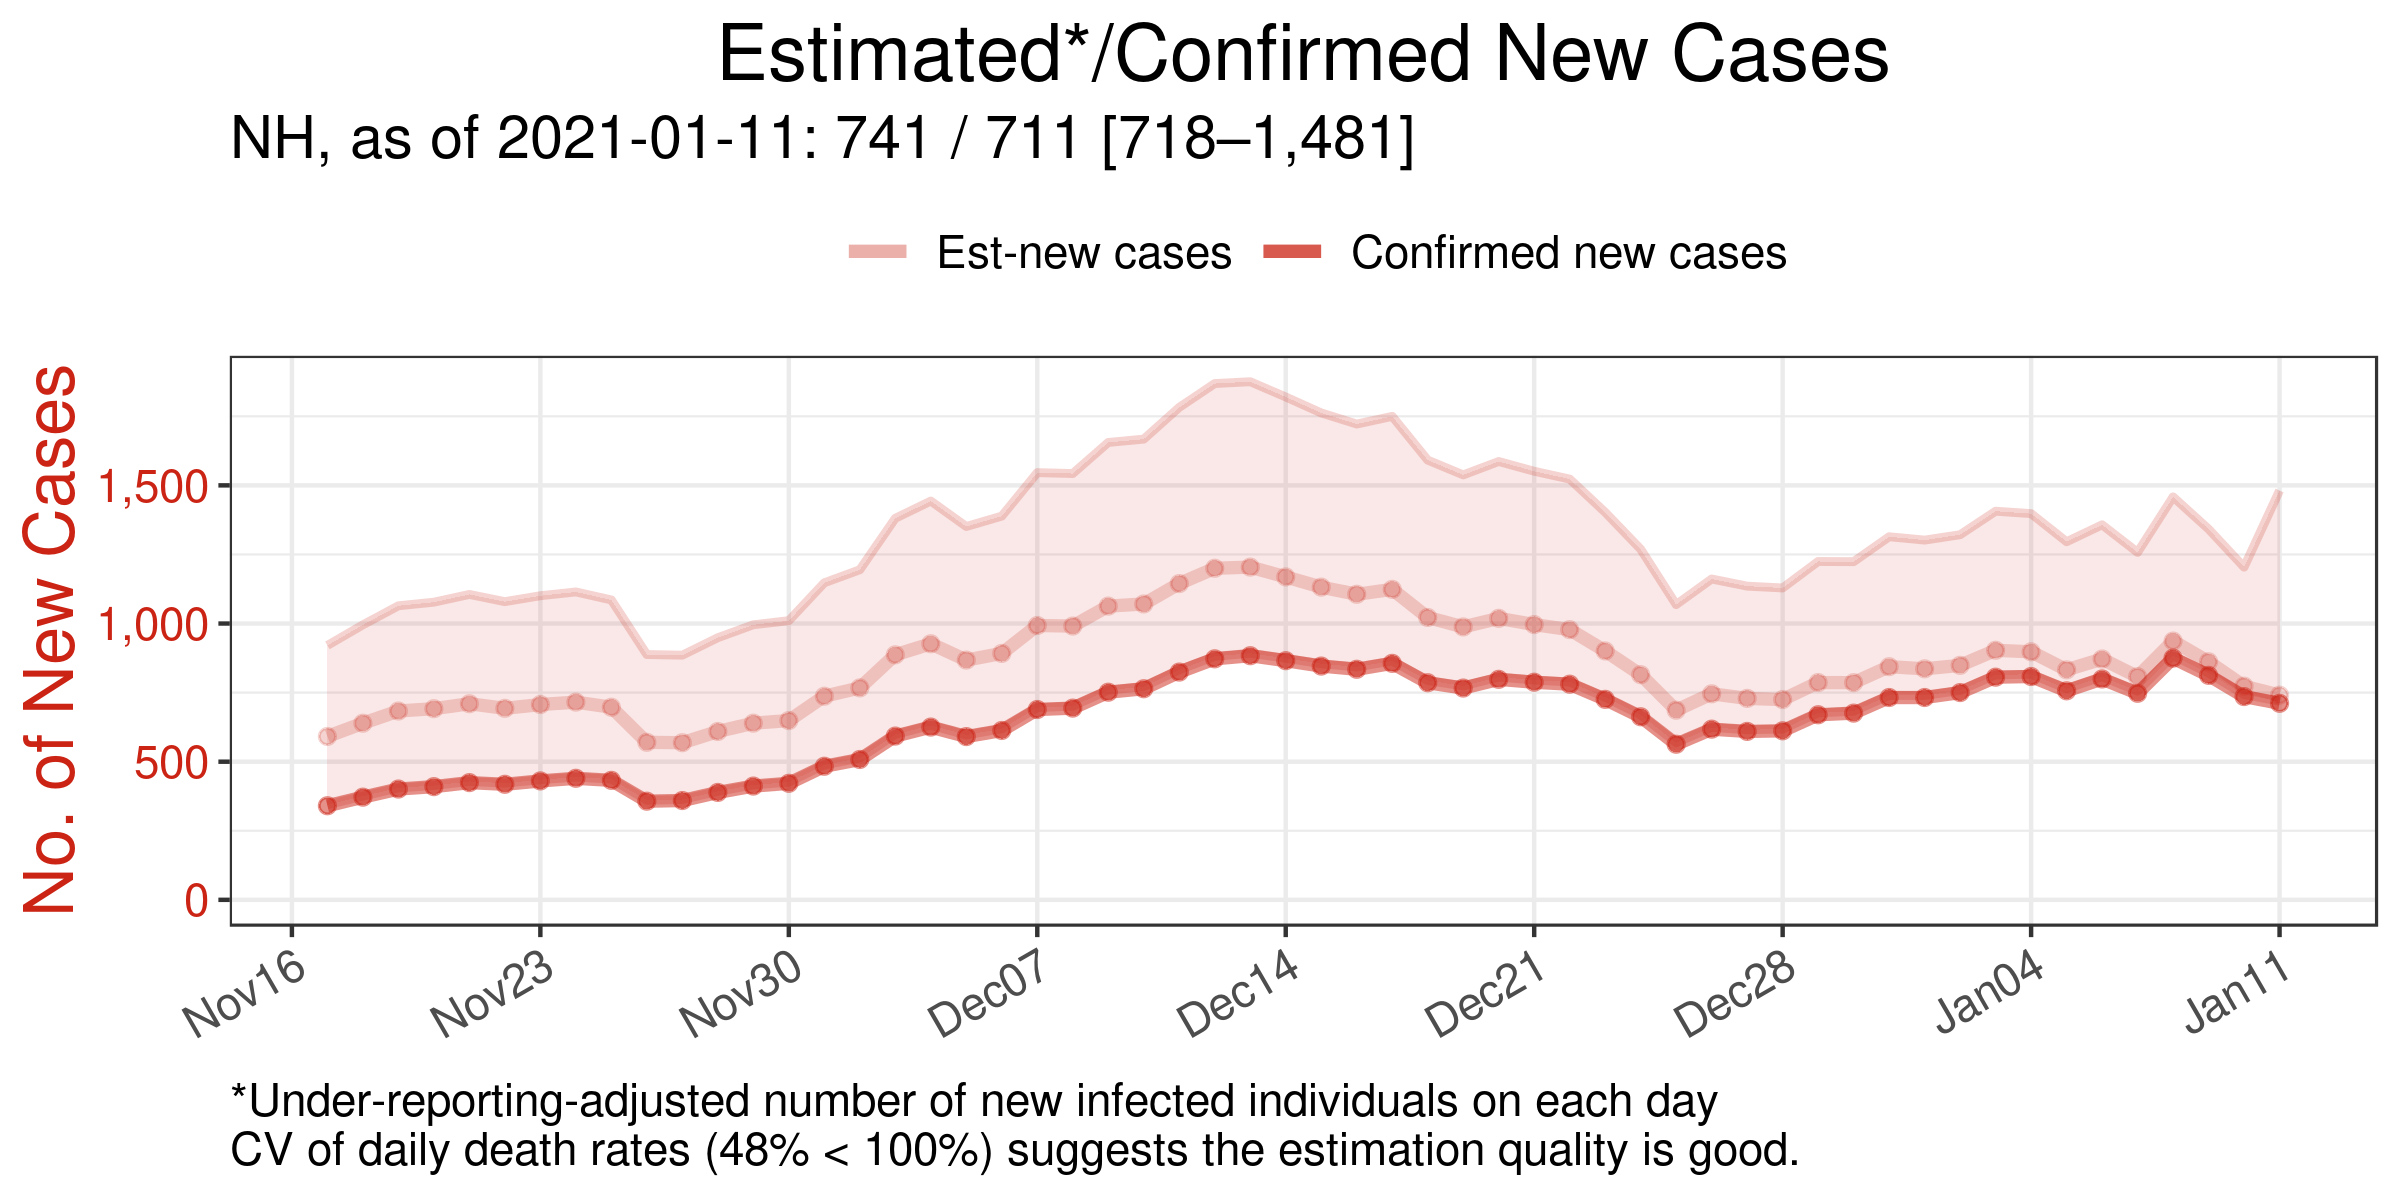 Estimated*/Confirmed New Cases
NH, as of 2021-01-11: 741 / 711 [718–1,481]
Est-new cases
Confirmed new cases
No. of New Cases
1,500
1,000
500
0
Nov16
Nov23
Nov30
Dec07
Dec14
Dec21
Dec28
Jan04
Jan11
*Under-reporting-adjusted number of new infected individuals on each day
CV of daily death rates (48% < 100%) suggests the estimation quality is good.